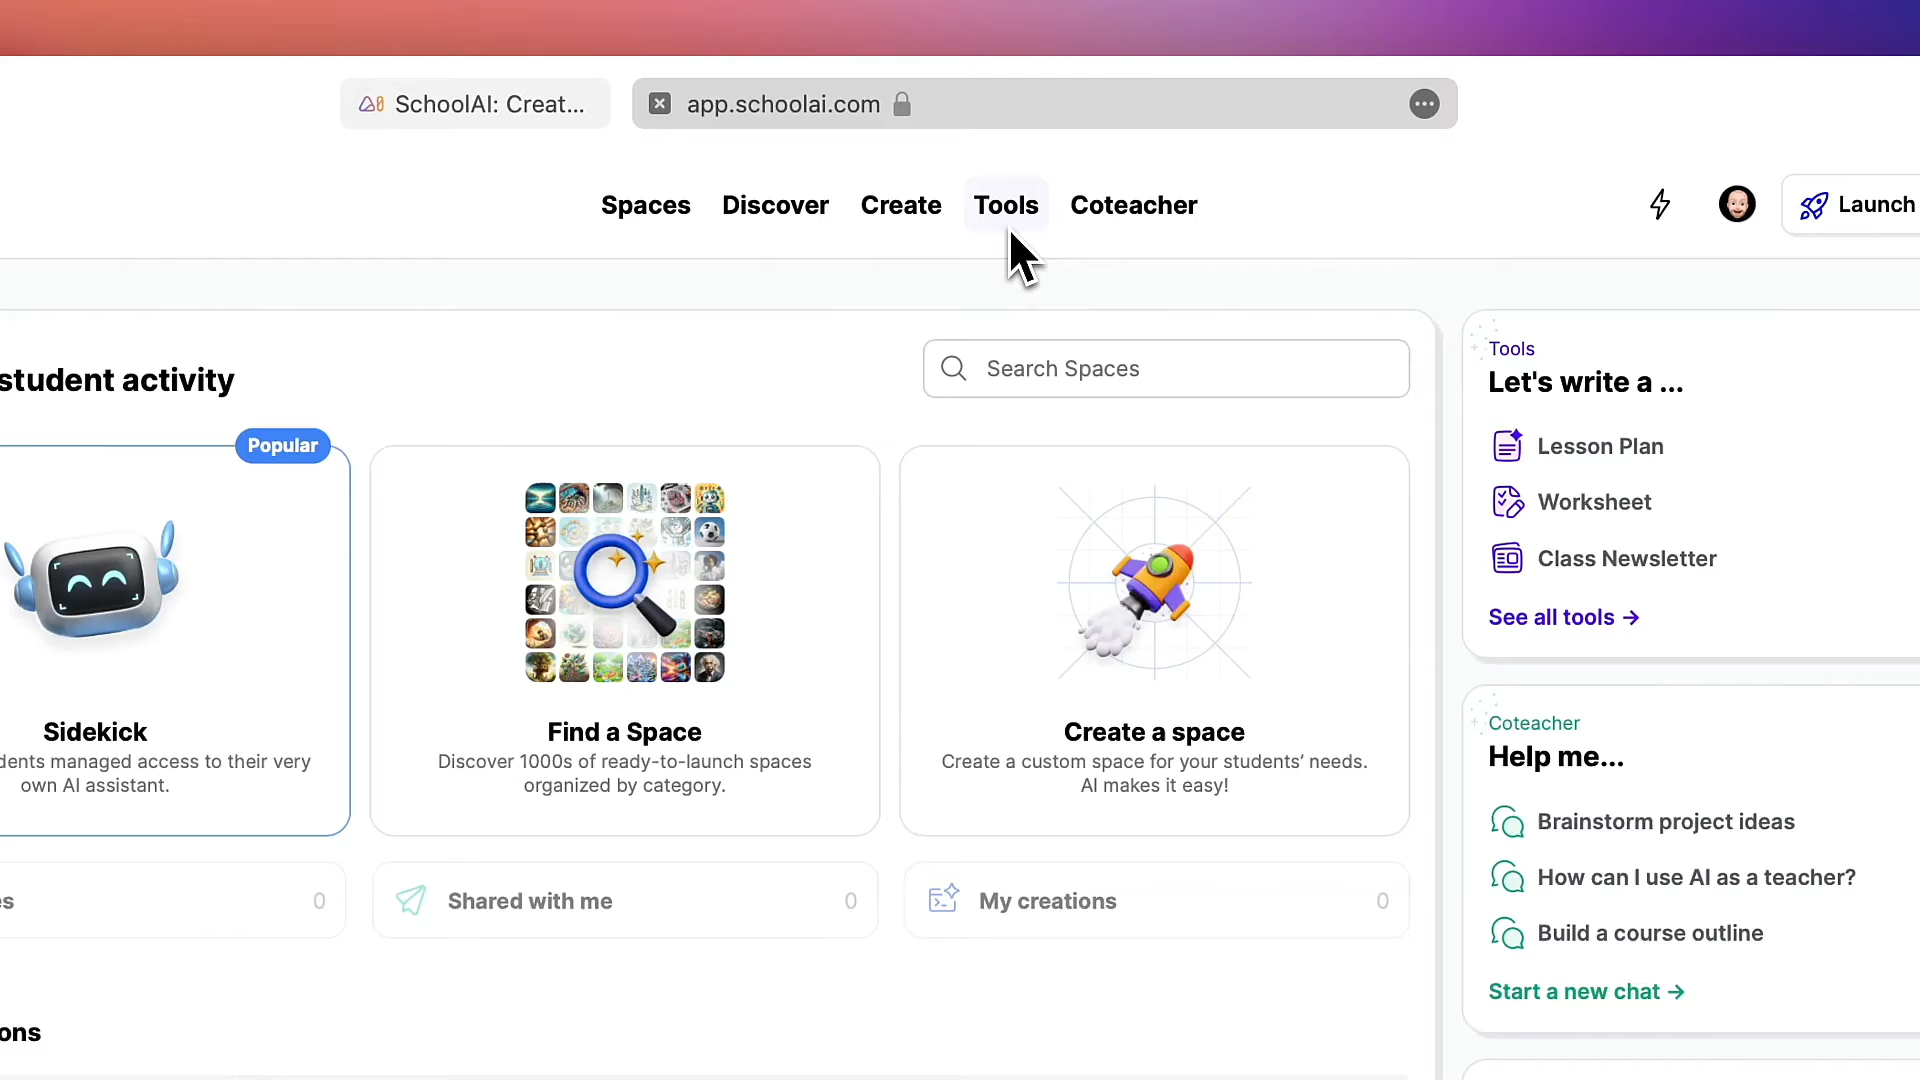 SchoolAI: Creat...
app.schoolai.com
Spaces
Discover
Create
Tools
Coteacher
Launch
student activity
Search Spaces
Popular
Sidekick
dents managed access to their very
own AI assistant.
Find a Space
Discover 1000s of ready-to-launch spaces
organized by category.
Create a space
Create a custom space for your students’ needs.
AI makes it easy!
es
0
Shared with me
0
My creations
0
ons
Tools
Let's write a ...
Lesson Plan
Worksheet
Class Newsletter
See all tools →
Coteacher
Help me...
Brainstorm project ideas
How can I use AI as a teacher?
Build a course outline
Start a new chat →